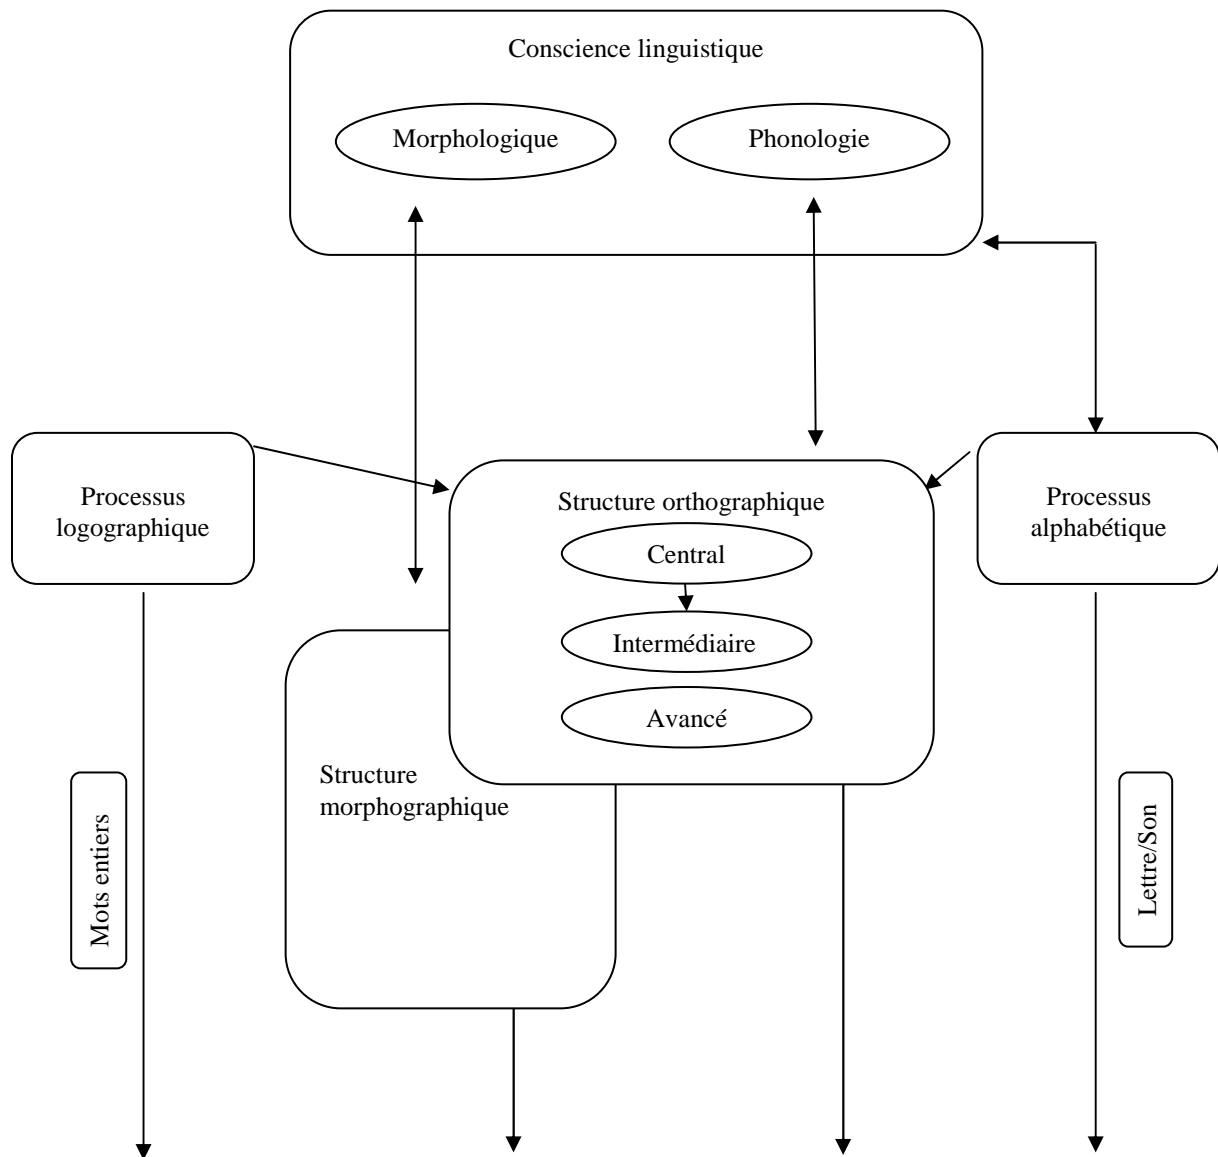 Conscience linguistique
Morphologique
Phonologie
Processus
logographique
Structure orthographique
Central
Intermédiaire
Avancé
Processus
alphabétique
Structure
morphographique
Mots entiers
Lettre/Son